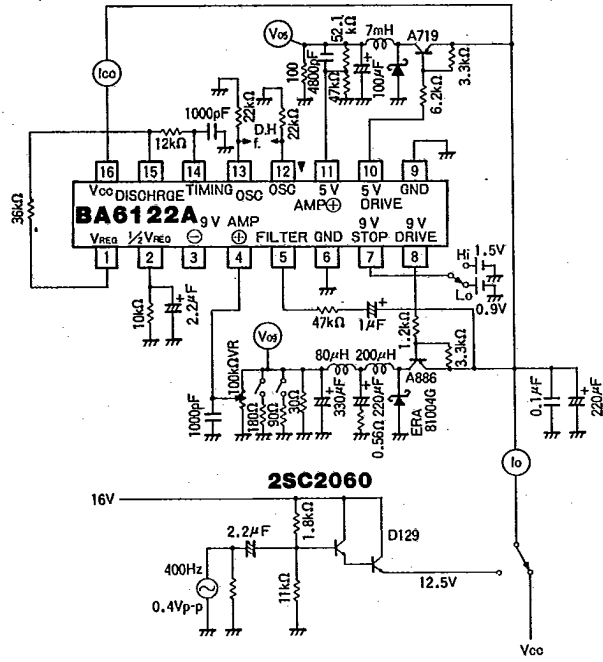 Vo5
52.1 kΩ
7mH
A719
100
4800pF
47kΩ
100μF
6.2kΩ
3.3kΩ
Icc
1000pF
22kΩ
D.H f.
22kΩ
12kΩ
36kΩ
16 15 14 13 12 11 10 9
Vcc DISCHRGE TIMING OSC OSC 5V AMP⊕ 5V DRIVE GND
BA6122A
VREG 1/2VREG ⊖ 9V AMP ⊕ FILTER GND 9V STOP 9V DRIVE
1 2 3 4 5 6 7 8
Hi 1.5V
Lo 0.9V
10kΩ
2.2μF
47kΩ
1μF
1.2kΩ
3.3kΩ
Vo9
100kΩVR
80μH
200μH
A886
1000pF
180Ω
90Ω
30Ω
330μF
0.56Ω
220μF
ERA 81004G
0.1μF
220μF
2SC2060
Io
16V
1.8kΩ
D129
2.2μF
400Hz
0.4Vp-p
11kΩ
12.5V
Vcc